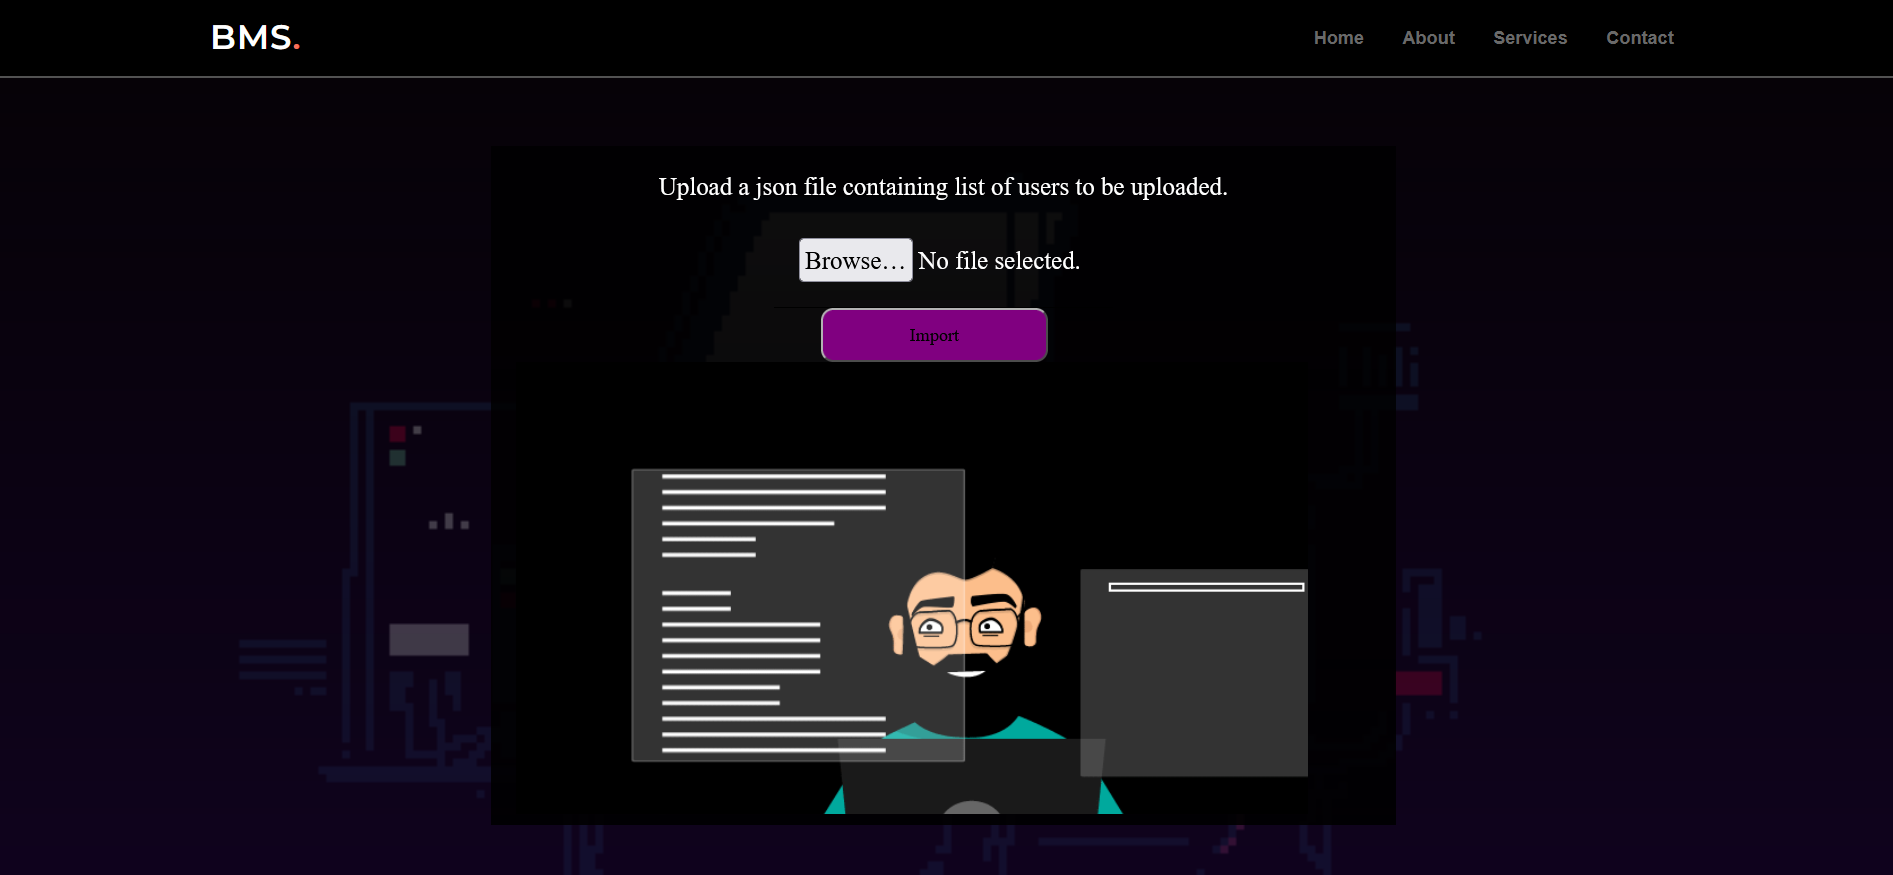 BMS.
Home About Services Contact
Upload a json file containing list of users to be uploaded.
Browse… No file selected.
Import